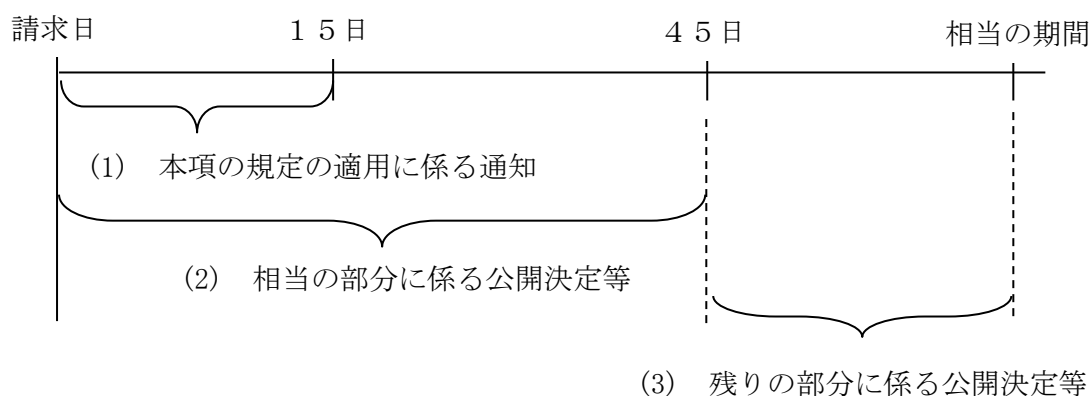 請求日 １５日 ４５日 相当の期間
(1) 本項の規定の適用に係る通知
(2) 相当の部分に係る公開決定等
(3) 残りの部分に係る公開決定等